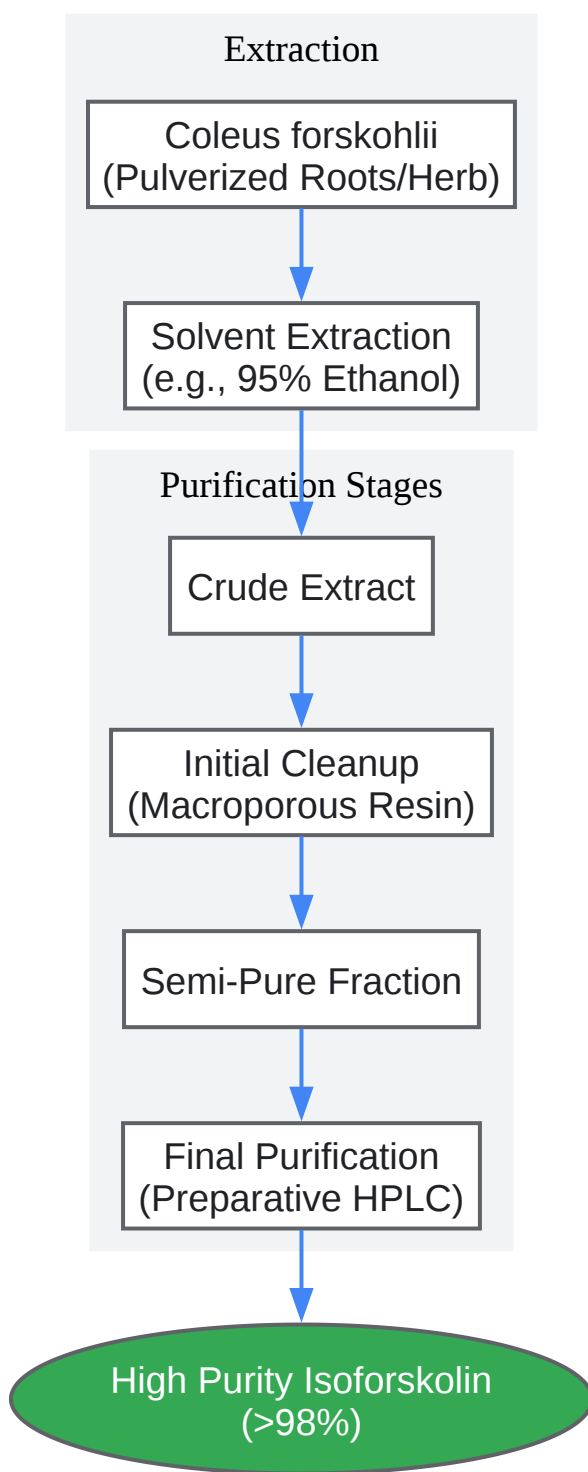 Extraction
Coleus forskohlii
(Pulverized Roots/Herb)
Solvent Extraction
(e.g., 95% Ethanol)
Purification Stages
Crude Extract
Initial Cleanup
(Macroporous Resin)
Semi-Pure Fraction
Final Purification
(Preparative HPLC)
High Purity Isoforskolin
(>98%)